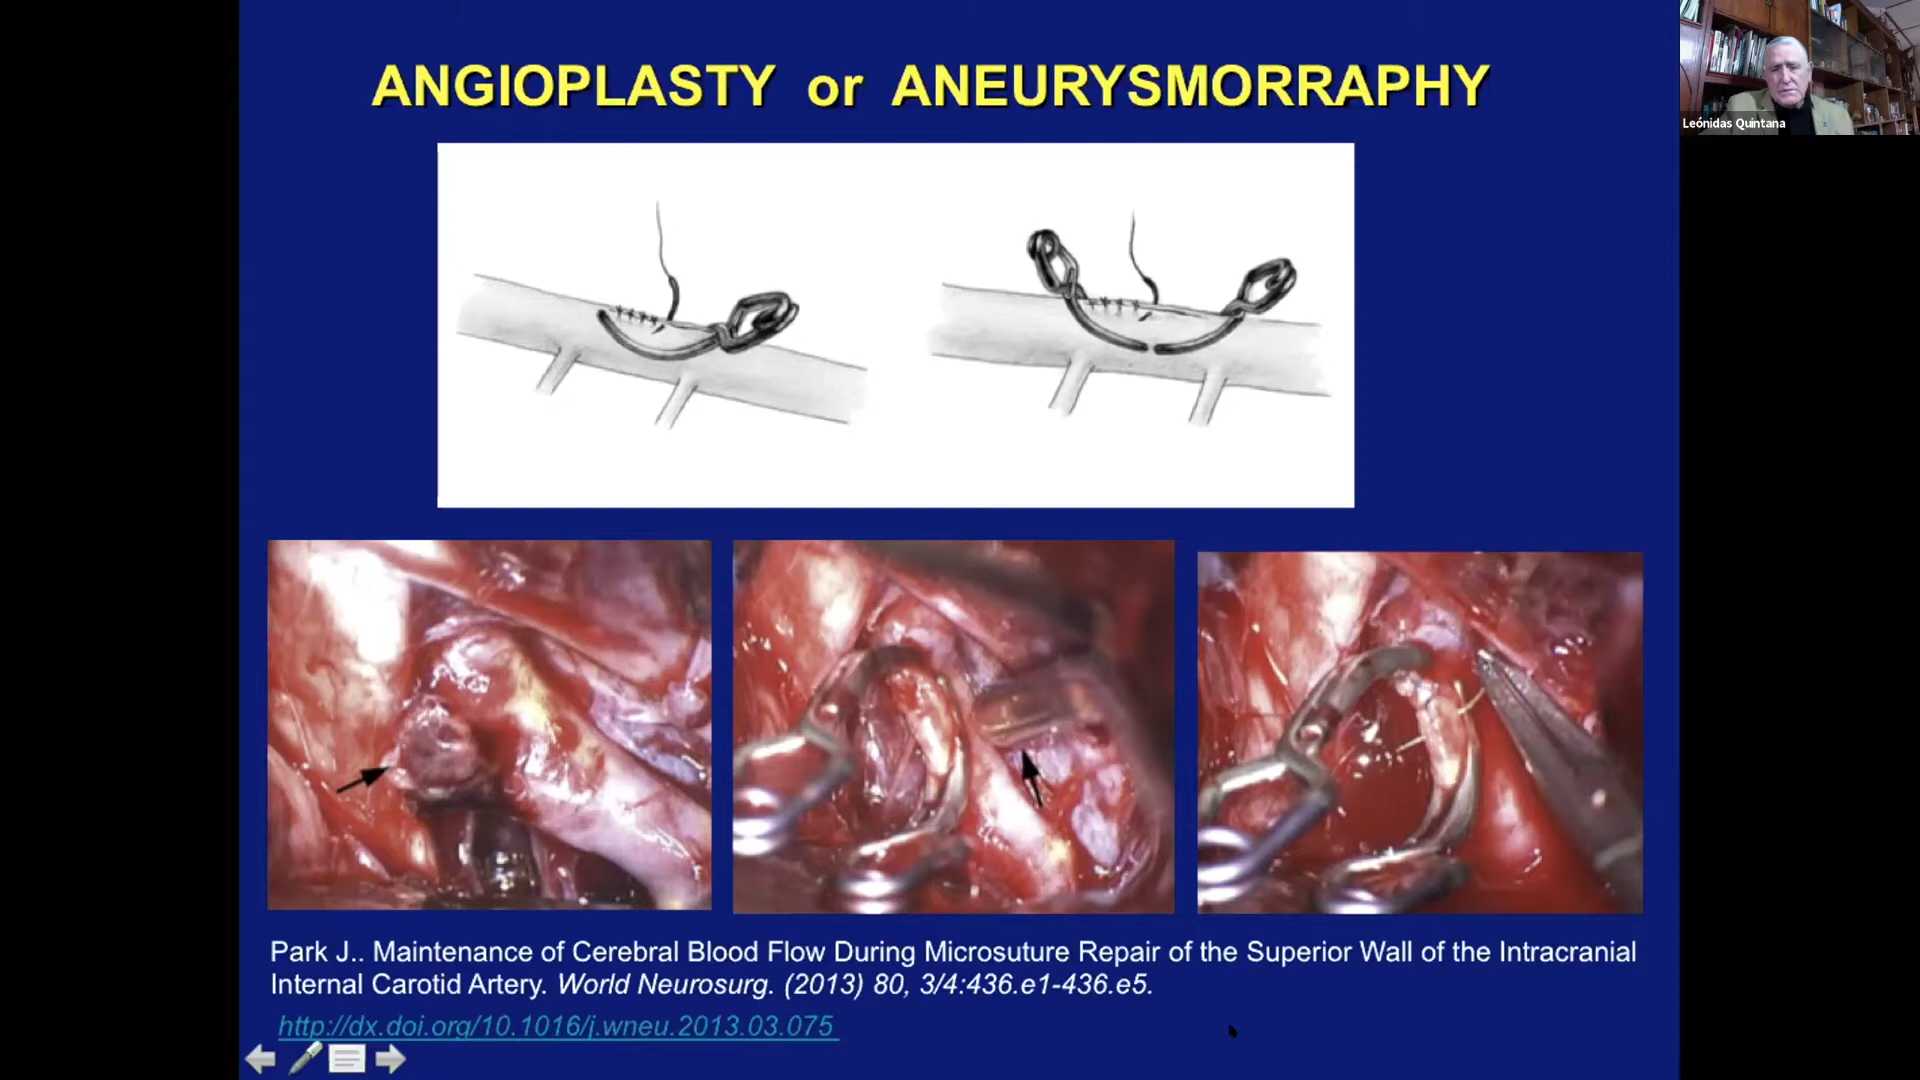 ANGIOPLASTY or ANEURYSMORRAPHY
Leónidas Quintana
Park J.. Maintenance of Cerebral Blood Flow During Microsuture Repair of the Superior Wall of the Intracranial
Internal Carotid Artery. World Neurosurg. (2013) 80, 3/4:436.e1-436.e5.
http://dx.doi.org/10.1016/j.wneu.2013.03.075